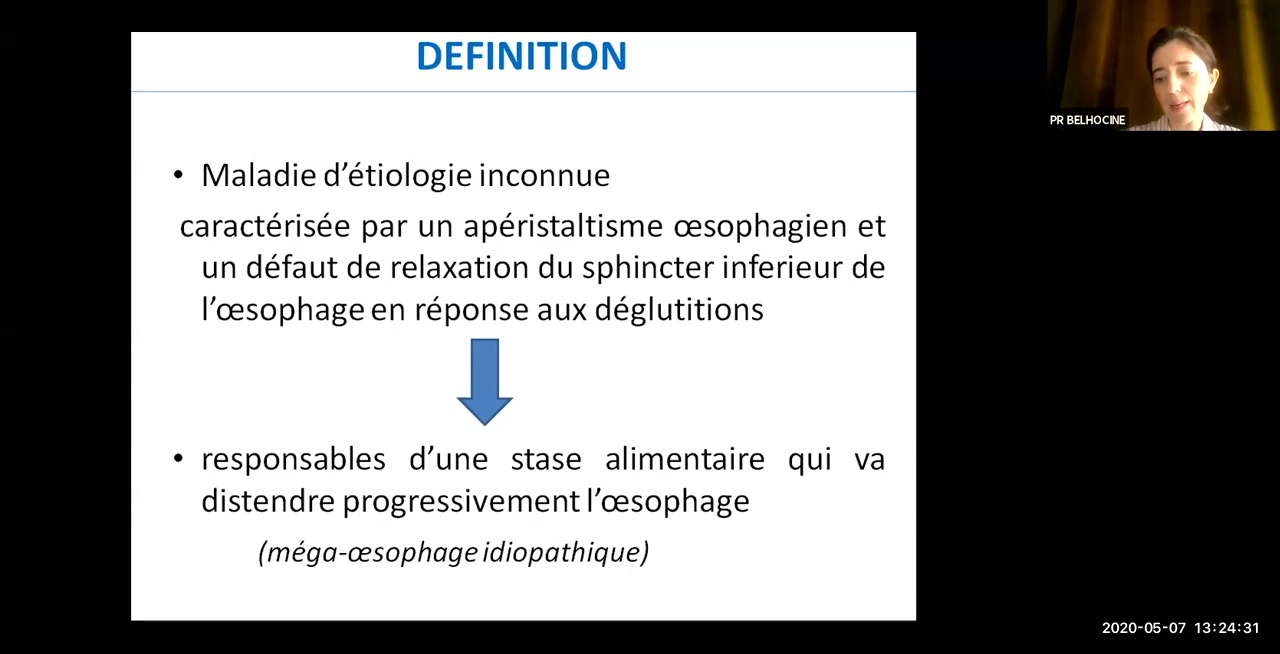 DEFINITION
• Maladie d’étiologie inconnue
caractérisée par un apéristaltisme œsophagien et
un défaut de relaxation du sphincter inferieur de
l’œsophage en réponse aux déglutitions
• responsables d’une stase alimentaire qui va
distendre progressivement l’œsophage
(méga-œsophage idiopathique)
PR BELHOCINE
2020-05-07 13:24:31